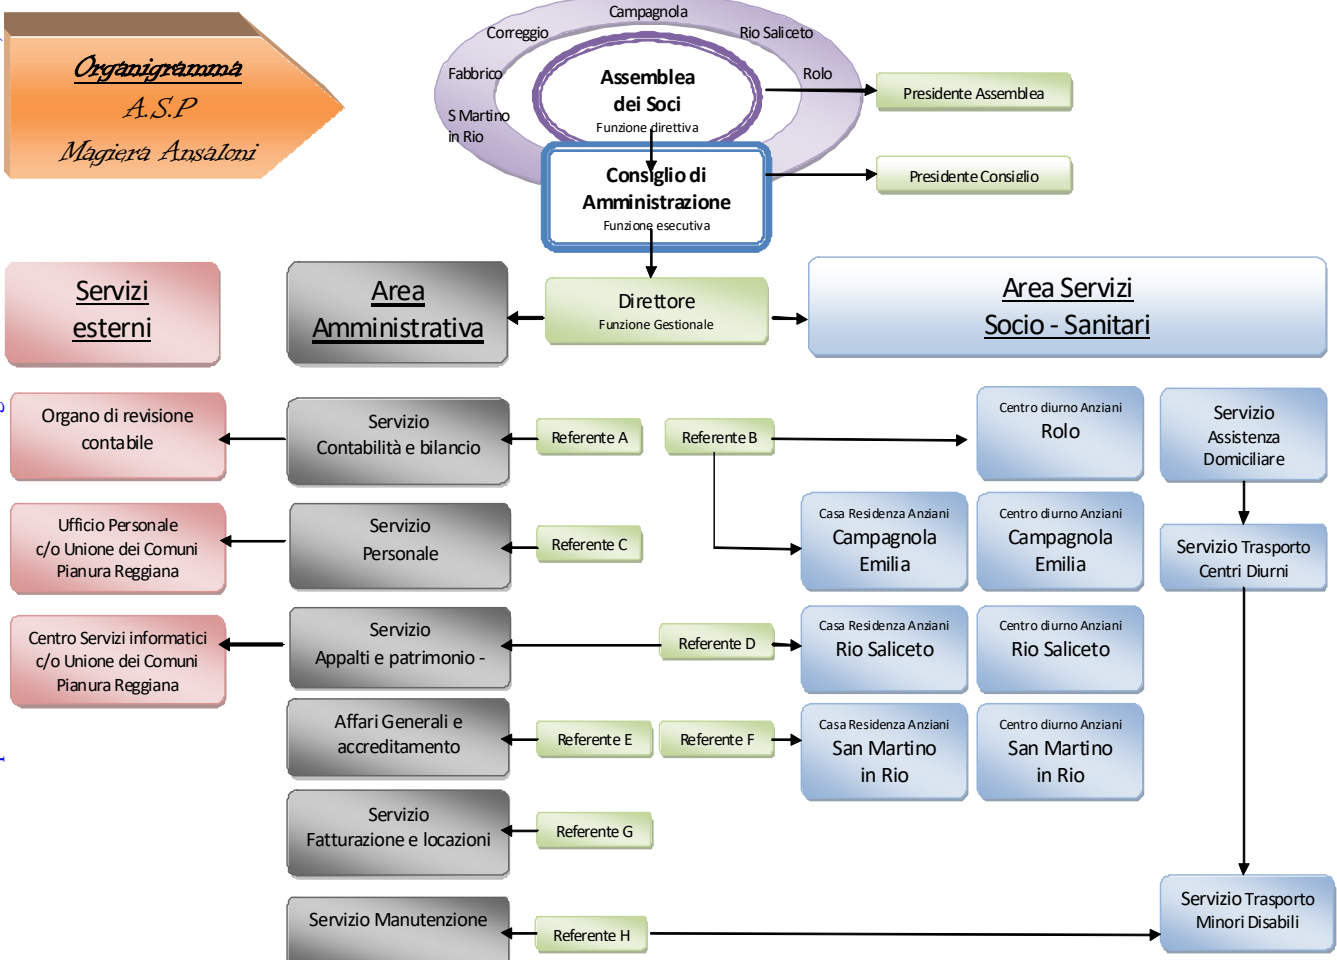 Organigramma
A.S.P
Magiera Ansaloni
Campagnola
Correggio
Rio Saliceto
Fabbrico
Rolo
S Martino
in Rio
Assemblea
dei Soci
Funzione direttiva
Presidente Assemblea
Consiglio di
Amministrazione
Funzione esecutiva
Presidente Consiglio
Servizi
esterni
Area
Amministrativa
Direttore
Funzione Gestionale
Area Servizi
Socio - Sanitari
Organo di revisione
contabile
Servizio
Contabilità e bilancio
Referente A
Referente B
Centro diurno Anziani
Rolo
Servizio
Assistenza
Domiciliare
Ufficio Personale
c/o Unione dei Comuni
Pianura Reggiana
Servizio
Personale
Referente C
Casa Residenza Anziani
Campagnola
Emilia
Centro diurno Anziani
Campagnola
Emilia
Servizio Trasporto
Centri Diurni
Centro Servizi informatici
c/o Unione dei Comuni
Pianura Reggiana
Servizio
Appalti e patrimonio -
Referente D
Casa Residenza Anziani
Rio Saliceto
Centro diurno Anziani
Rio Saliceto
Affari Generali e
accreditamento
Referente E
Referente F
Casa Residenza Anziani
San Martino
in Rio
Centro diurno Anziani
San Martino
in Rio
Servizio
Fatturazione e locazioni
Referente G
Servizio Manutenzione
Referente H
Servizio Trasporto
Minori Disabili